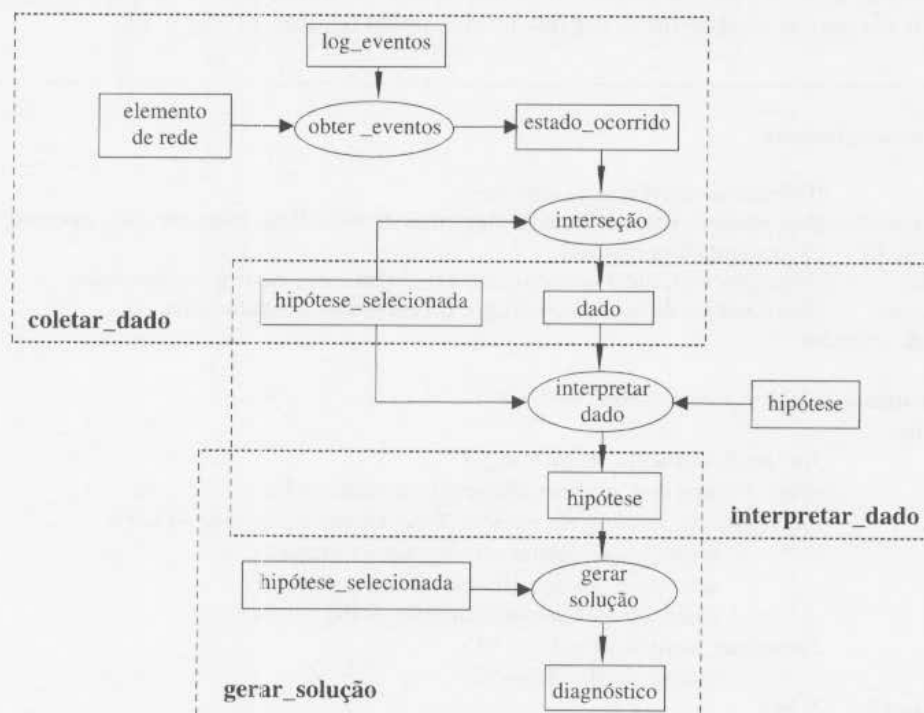 log_eventos
elemento
de rede
obter _eventos
estado_ocorrido
interseção
hipótese_selecionada
dado
coletar_dado
interpretar
dado
hipótese
hipótese
interpretar_dado
hipótese_selecionada
gerar
solução
gerar_solução
diagnóstico